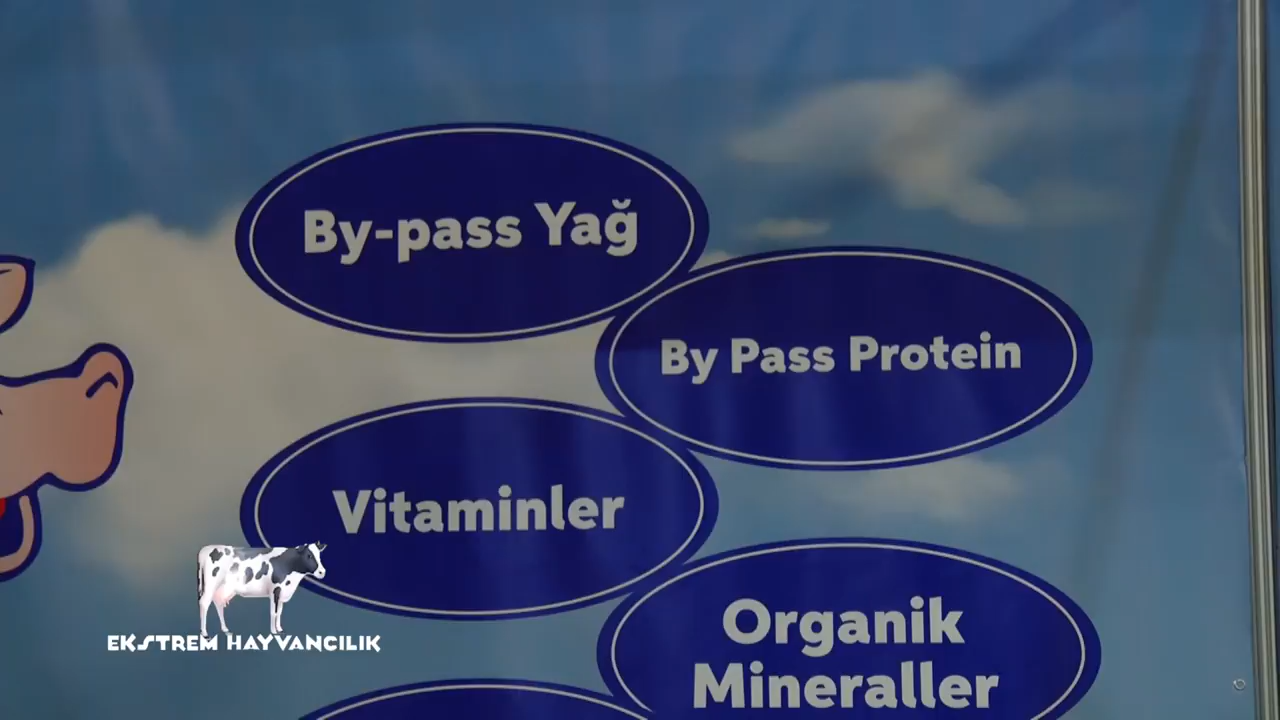 By-pass Yağ
By Pass Protein
Vitaminler
Organik
Mineraller
EKSTREM HAYVANCILIK